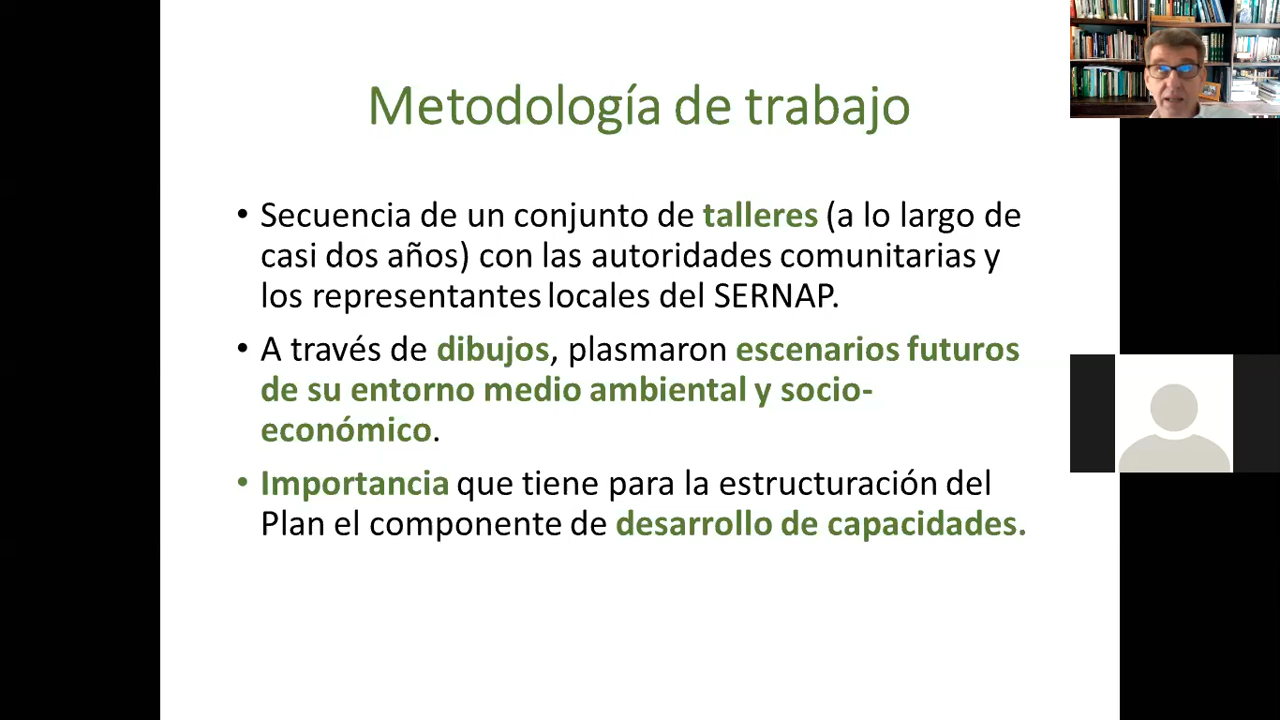 Metodología de trabajo
• Secuencia de un conjunto de talleres (a lo largo de
casi dos años) con las autoridades comunitarias y
los representantes locales del SERNAP.
• A través de dibujos, plasmaron escenarios futuros
de su entorno medio ambiental y socio-
económico.
• Importancia que tiene para la estructuración del
Plan el componente de desarrollo de capacidades.